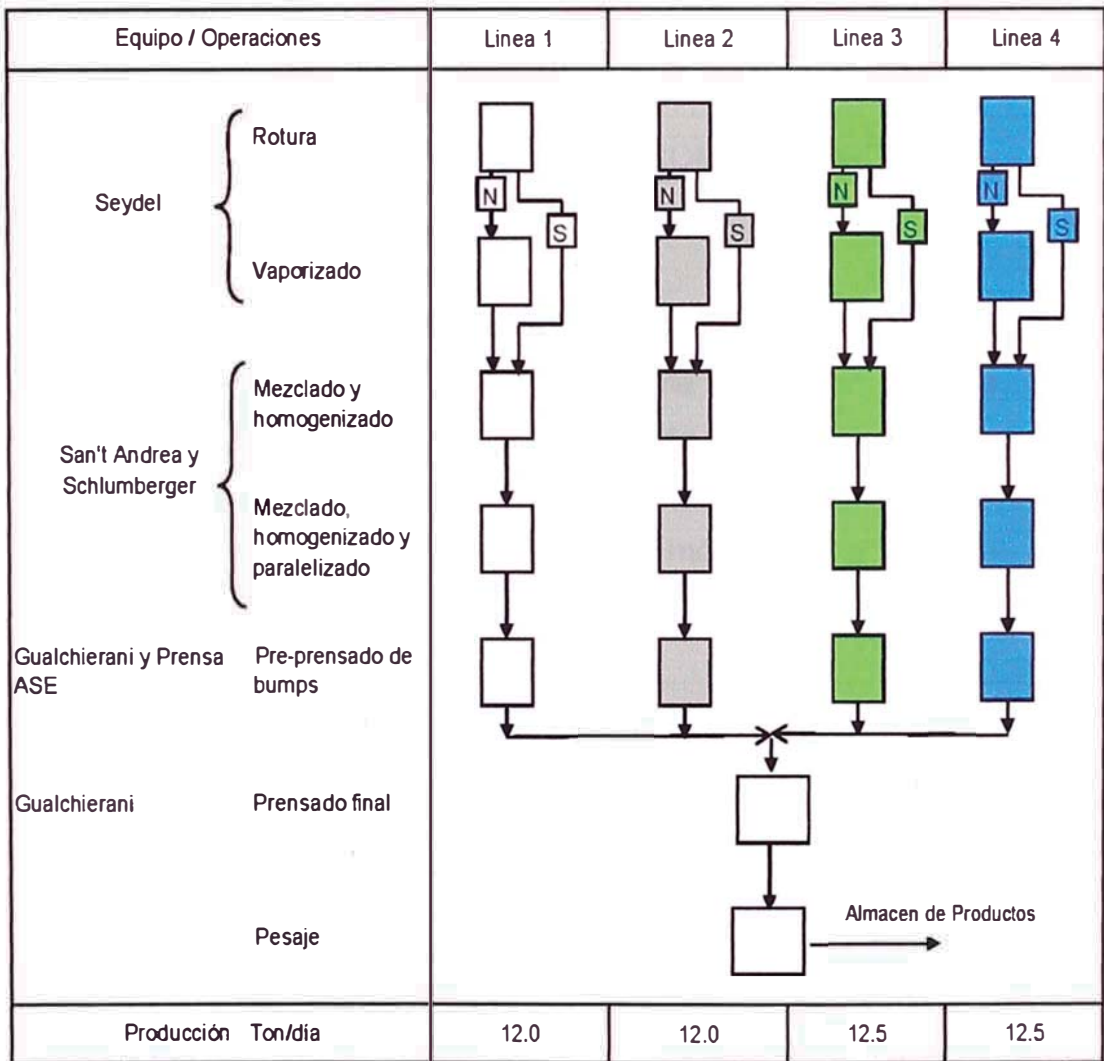 Equipo / Operaciones Linea 1 Linea 2 Linea 3 Linea 4
Rotura
N N N N
Seydel
S S S S
Vaporizado
Mezclado y
homogenizado
San't Andrea y
Schlumberger
Mezclado,
homogenizado y
paralelizado
Gualchierani y Prensa
ASE
Pre-prensado de
bumps
Gualchierani Prensado final
Almacen de Productos
Pesaje
Producción Ton/día 12.0 12.0 12.5 12.5